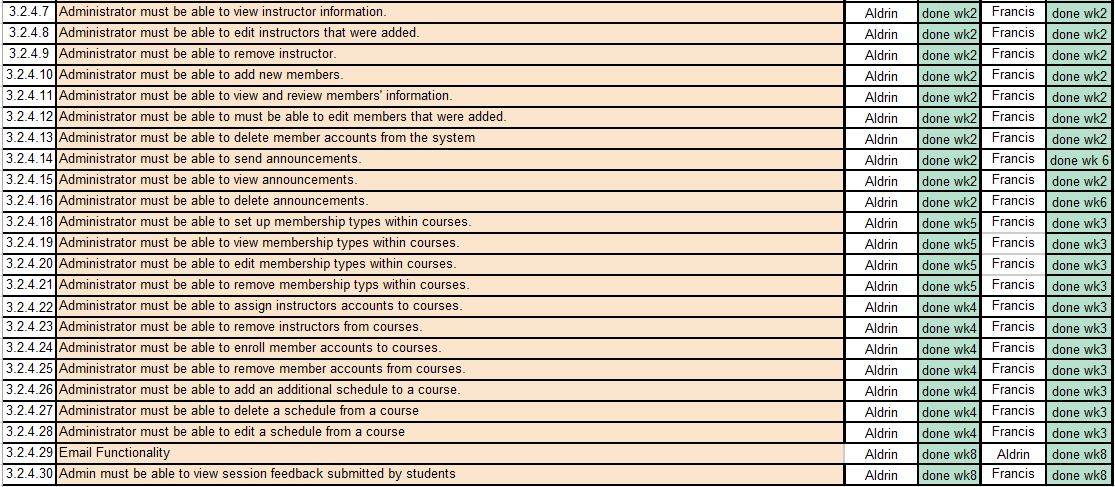 3.2.4.7 Administrator must be able to view instructor information. Aldrin done wk2 Francis done wk2
3.2.4.8 Administrator must be able to edit instructors that were added. Aldrin done wk2 Francis done wk2
3.2.4.9 Administrator must be able to remove instructor. Aldrin done wk2 Francis done wk2
3.2.4.10 Administrator must be able to add new members. Aldrin done wk2 Francis done wk2
3.2.4.11 Administrator must be able to view and review members' information. Aldrin done wk2 Francis done wk2
3.2.4.12 Administrator must be able to must be able to edit members that were added. Aldrin done wk2 Francis done wk2
3.2.4.13 Administrator must be able to delete member accounts from the system Aldrin done wk2 Francis done wk2
3.2.4.14 Administrator must be able to send announcements. Aldrin done wk2 Francis done wk 6
3.2.4.15 Administrator must be able to view announcements. Aldrin done wk2 Francis done wk2
3.2.4.16 Administrator must be able to delete announcements. Aldrin done wk2 Francis done wk6
3.2.4.18 Administrator must be able to set up membership types within courses. Aldrin done wk5 Francis done wk3
3.2.4.19 Administrator must be able to view membership types within courses. Aldrin done wk5 Francis done wk3
3.2.4.20 Administrator must be able to edit membership types within courses. Aldrin done wk5 Francis done wk3
3.2.4.21 Administrator must be able to remove membership typs within courses. Aldrin done wk5 Francis done wk3
3.2.4.22 Administrator must be able to assign instructors accounts to courses. Aldrin done wk4 Francis done wk3
3.2.4.23 Administrator must be able to remove instructors from courses. Aldrin done wk4 Francis done wk3
3.2.4.24 Administrator must be able to enroll member accounts to courses. Aldrin done wk4 Francis done wk3
3.2.4.25 Administrator must be able to remove member accounts from courses. Aldrin done wk4 Francis done wk3
3.2.4.26 Administrator must be able to add an additional schedule to a course. Aldrin done wk4 Francis done wk3
3.2.4.27 Administrator must be able to delete a schedule from a course Aldrin done wk4 Francis done wk3
3.2.4.28 Administrator must be able to edit a schedule from a course Aldrin done wk4 Francis done wk3
3.2.4.29 Email Functionality Aldrin done wk8 Aldrin done wk8
3.2.4.30 Admin must be able to view session feedback submitted by students Aldrin done wk8 Francis done wk8